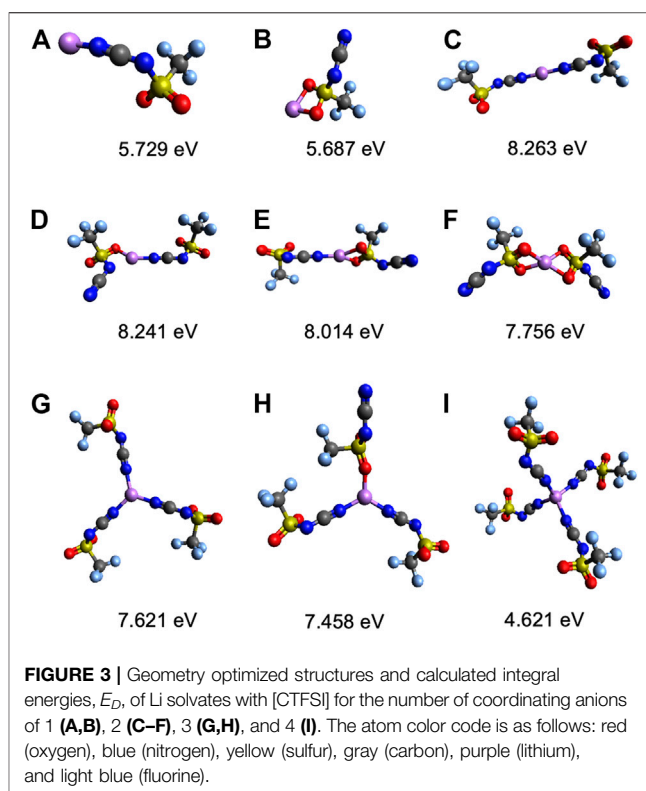 A
B
C
5.729 eV
5.687 eV
8.263 eV
D
E
F
8.241 eV
8.014 eV
7.756 eV
G
H
I
7.621 eV
7.458 eV
4.621 eV
FIGURE 3 | Geometry optimized structures and calculated integral
energies, E_D, of Li solvates with [CTFSI] for the number of coordinating anions
of 1 (A,B), 2 (C–F), 3 (G,H), and 4 (I). The atom color code is as follows: red
(oxygen), blue (nitrogen), yellow (sulfur), gray (carbon), purple (lithium),
and light blue (fluorine).